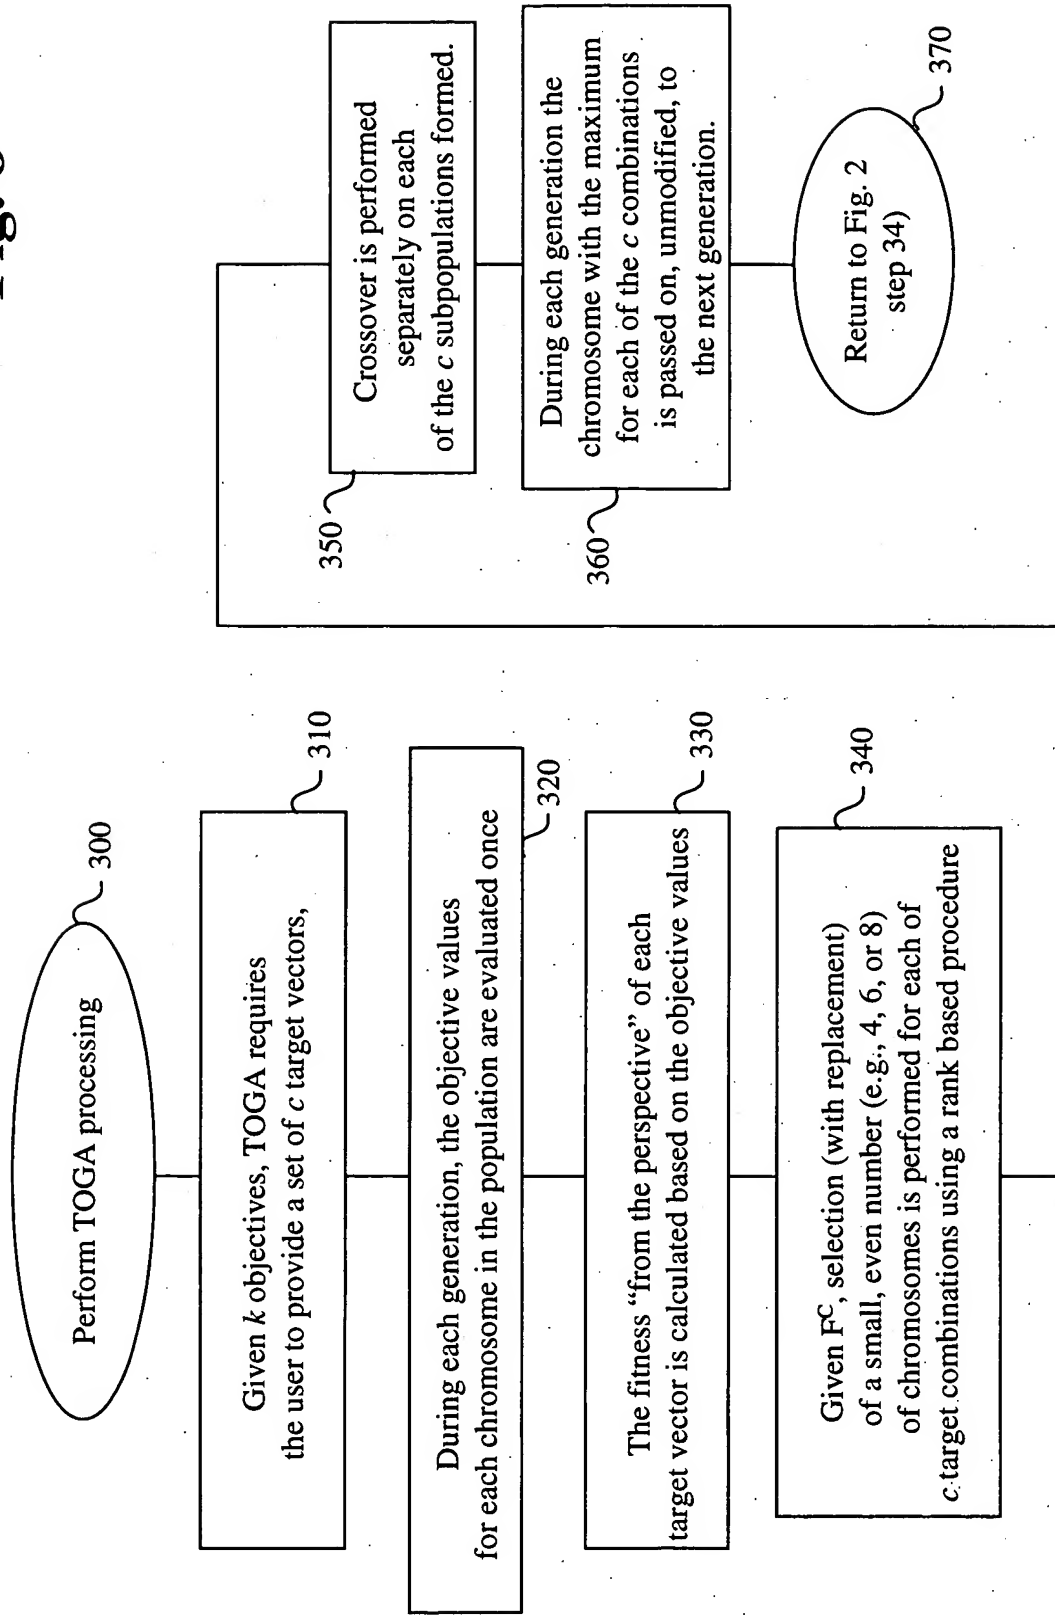 Perform TOGA processing
300
Given k objectives, TOGA requires
the user to provide a set of c target vectors,
310
During each generation, the objective values
for each chromosome in the population are evaluated once
320
The fitness “from the perspective” of each
target vector is calculated based on the objective values
330
Given F^C, selection (with replacement)
of a small, even number (e.g., 4, 6, or 8)
of chromosomes is performed for each of
c target combinations using a rank based procedure
340
Crossover is performed
separately on each
of the c subpopulations formed.
350
During each generation the
chromosome with the maximum
for each of the c combinations
is passed on, unmodified, to
the next generation.
360
Return to Fig. 2
step 34)
370